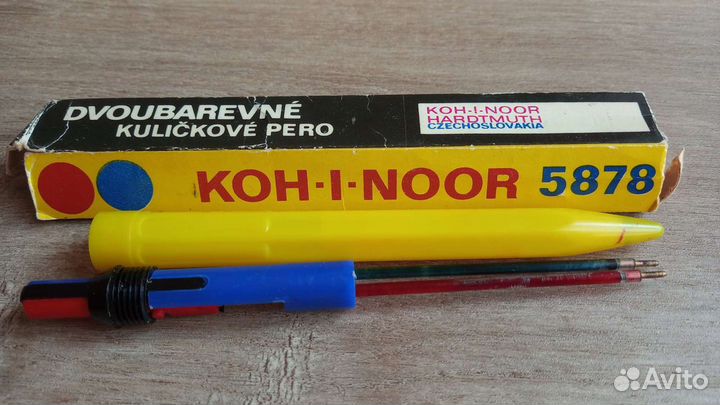 DVOUBAREVNÉ
KULIČKOVÉ PERO
KOH-I-NOOR
HARDTMUTH
CZECHOSLOVAKIA
KOH-I-NOOR 5878
Avito